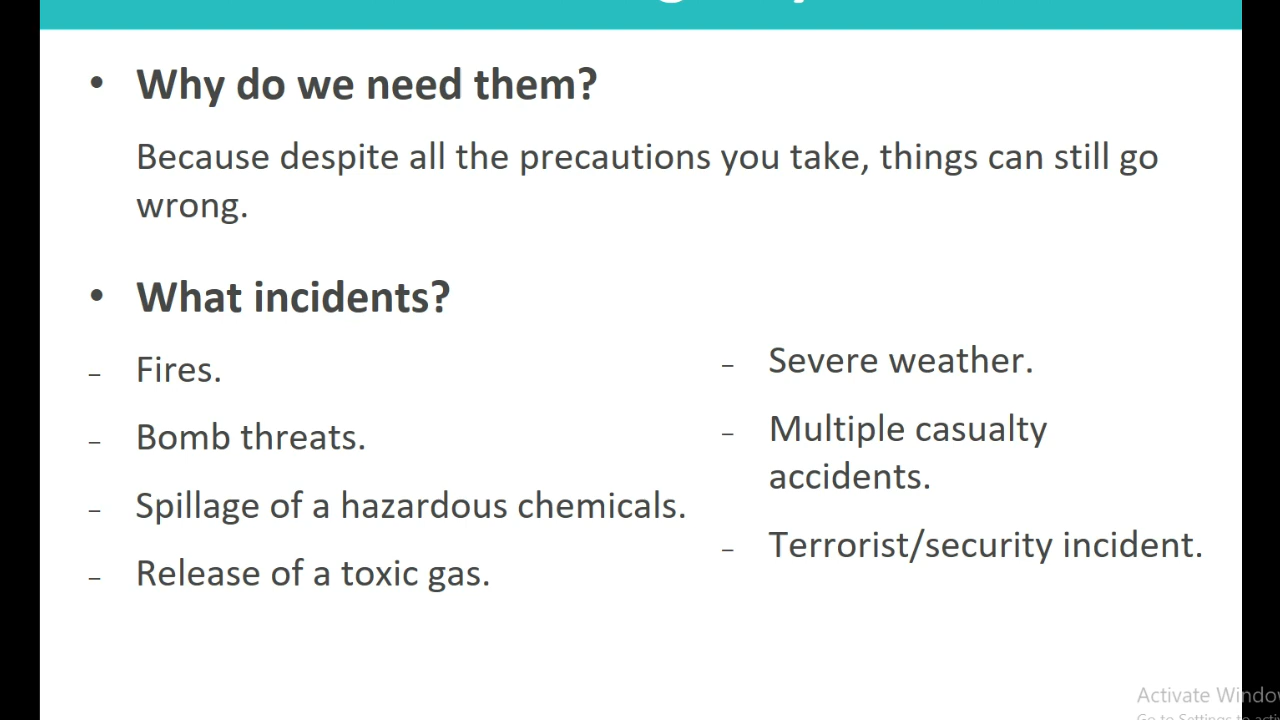 • Why do we need them?
Because despite all the precautions you take, things can still go
wrong.
• What incidents?
– Fires.
– Bomb threats.
– Spillage of a hazardous chemicals.
– Release of a toxic gas.
– Severe weather.
– Multiple casualty
accidents.
– Terrorist/security incident.
Activate Window